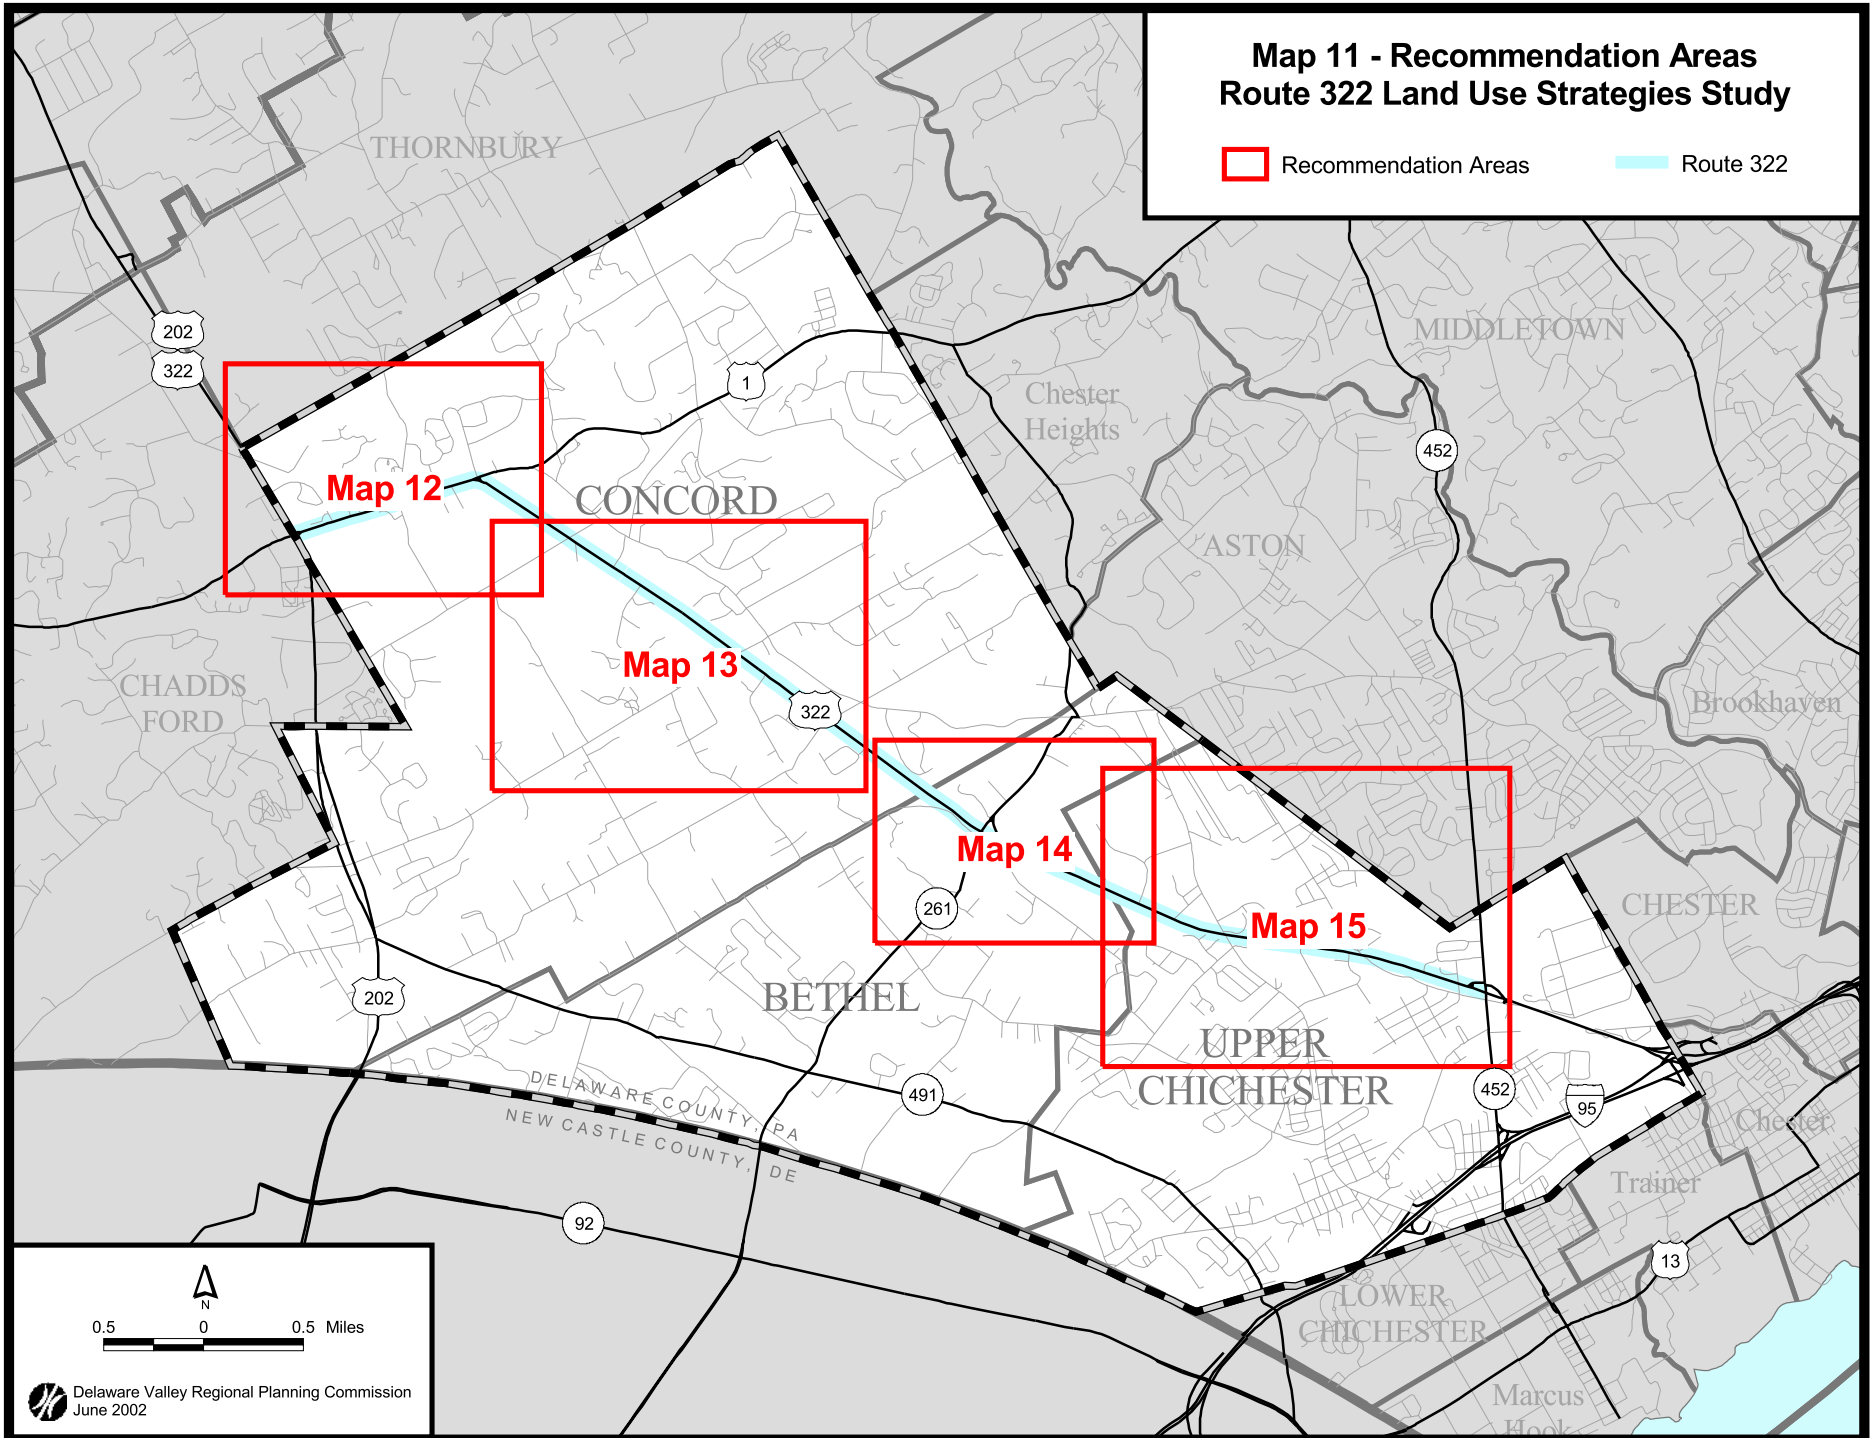 Map 11 - Recommendation Areas
Route 322 Land Use Strategies Study
Recommendation Areas
Route 322
THORNBURY
202
322
1
MIDDLETOWN
Chester
Heights
452
Map 12
CONCORD
ASTON
Map 13
CHADDS
FORD
322
Brookhaven
Map 14
261
Map 15
CHESTER
202
BETHEL
UPPER
CHICHESTER
DELAWARE COUNTY, PA
NEW CASTLE COUNTY, DE
491
452
95
Chester
Trainer
92
13
LOWER
CHICHESTER
Marcus
Hook
N
0.5 0 0.5 Miles
Delaware Valley Regional Planning Commission
June 2002